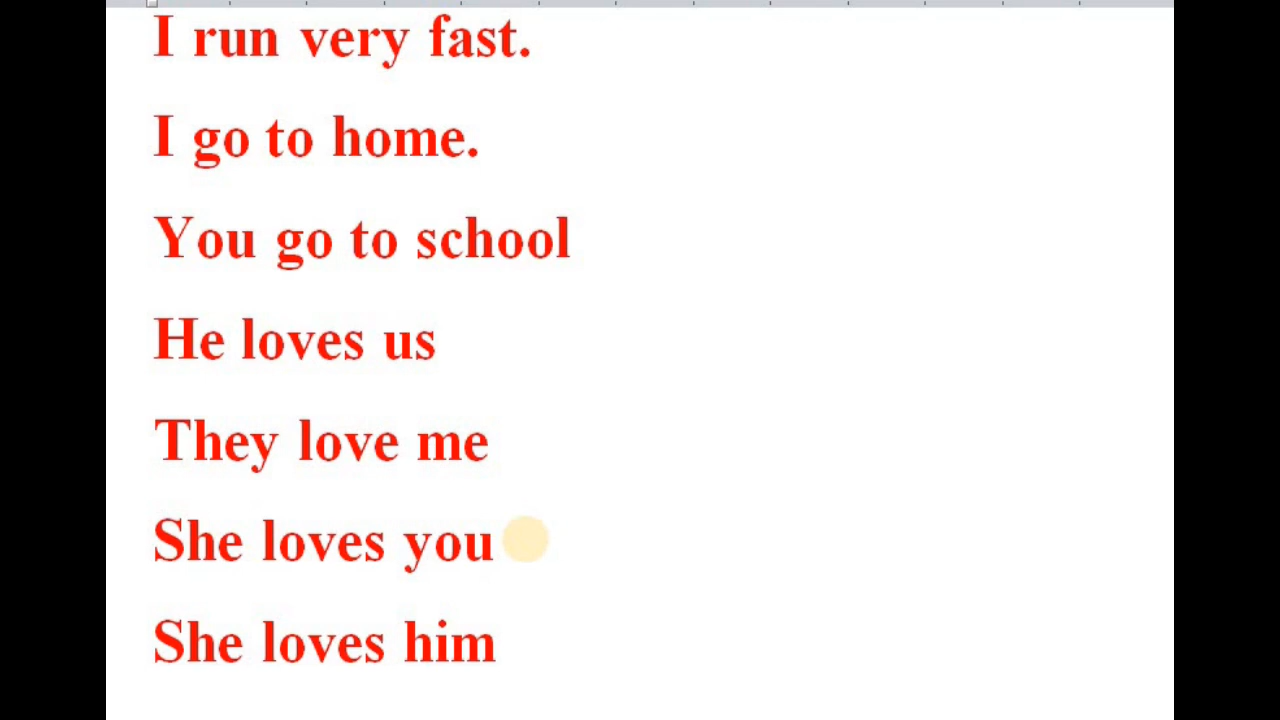 I run very fast.
I go to home.
You go to school
He loves us
They love me
She loves you
She loves him